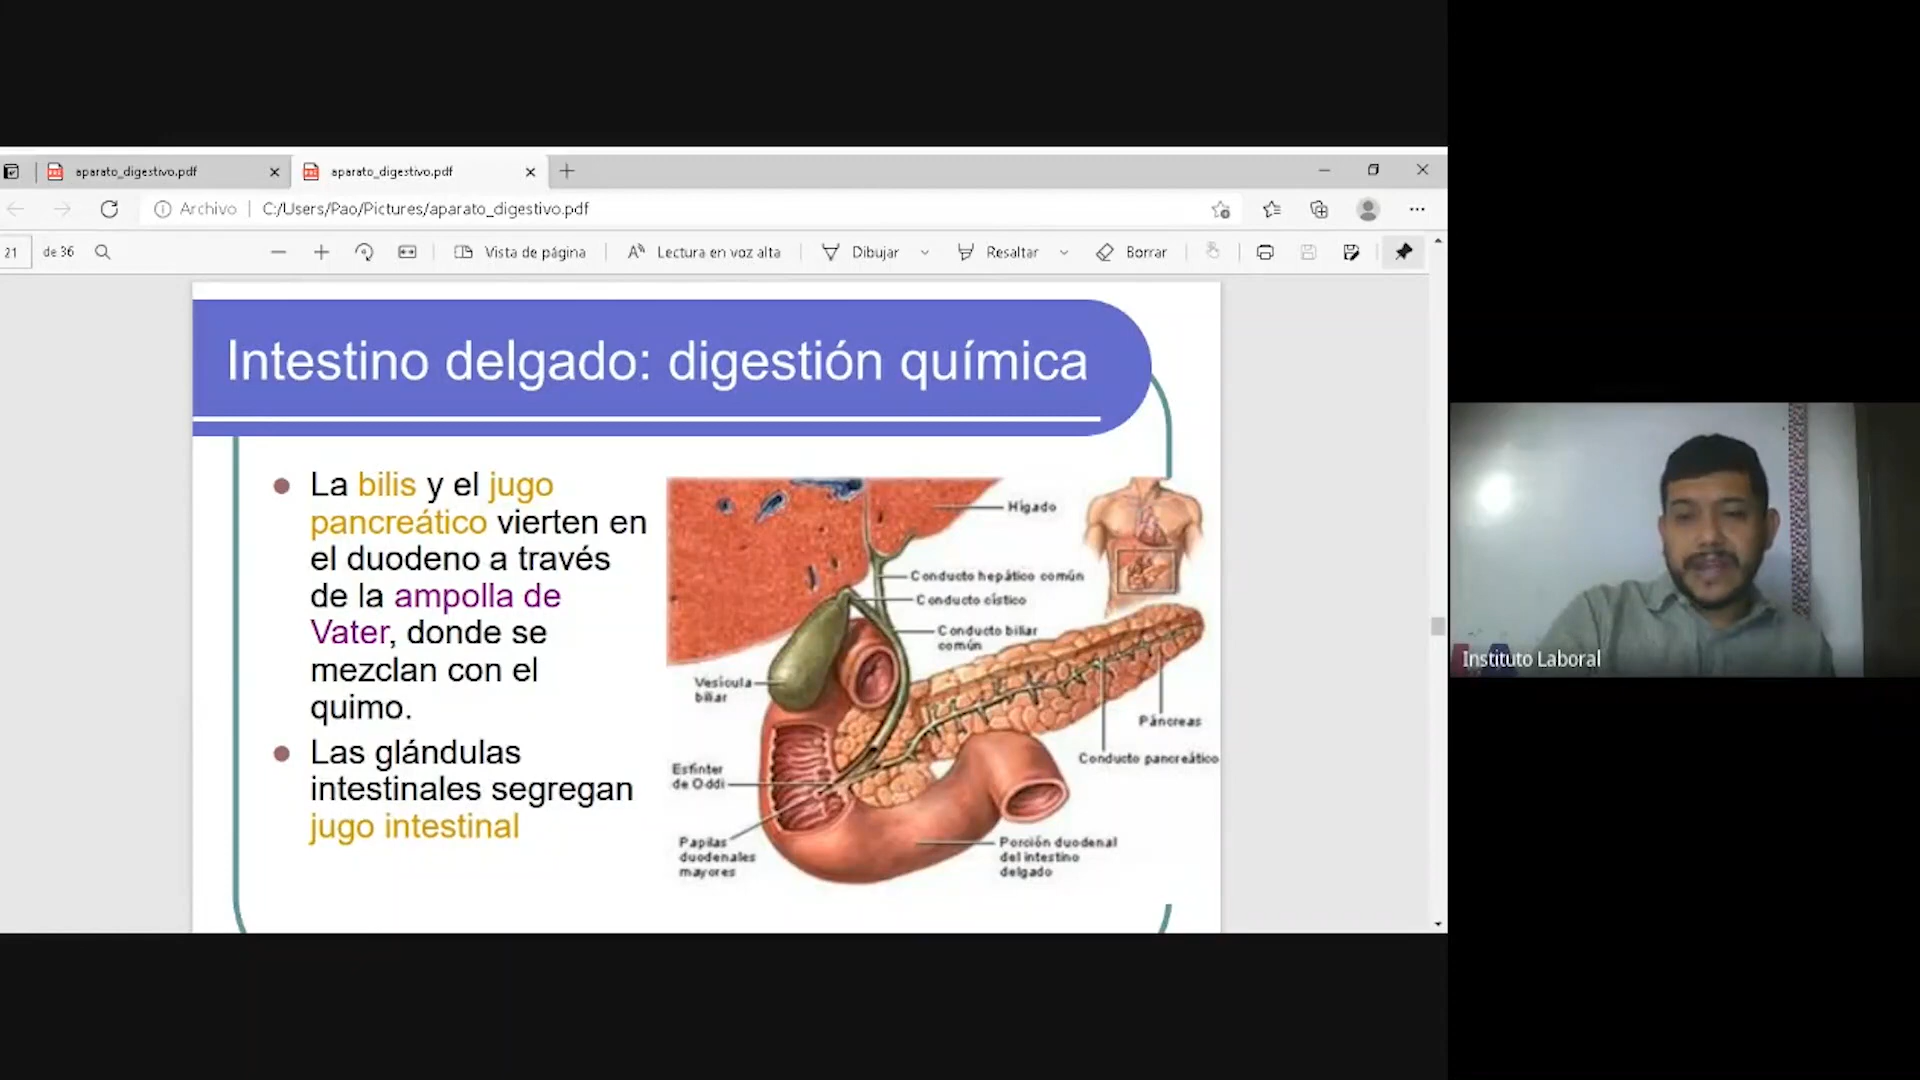 aparato_digestivo.pdf
aparato_digestivo.pdf
Archivo
C:/Users/Pao/Pictures/aparato_digestivo.pdf
21 de 36
Vista de página
Lectura en voz alta
Dibujar
Resaltar
Borrar
Intestino delgado: digestión química
La bilis y el jugo
pancreático vierten en
el duodeno a través
de la ampolla de
Vater, donde se
mezclan con el
quimo.
Las glándulas
intestinales segregan
jugo intestinal
Hígado
Conducto hepático común
Conducto cístico
Conducto biliar
común
Vesícula
biliar
Páncreas
Conducto pancreático
Esfínter
de Oddi
Papilas
duodenales
mayores
Porción duodenal
del intestino
delgado
Instituto Laboral